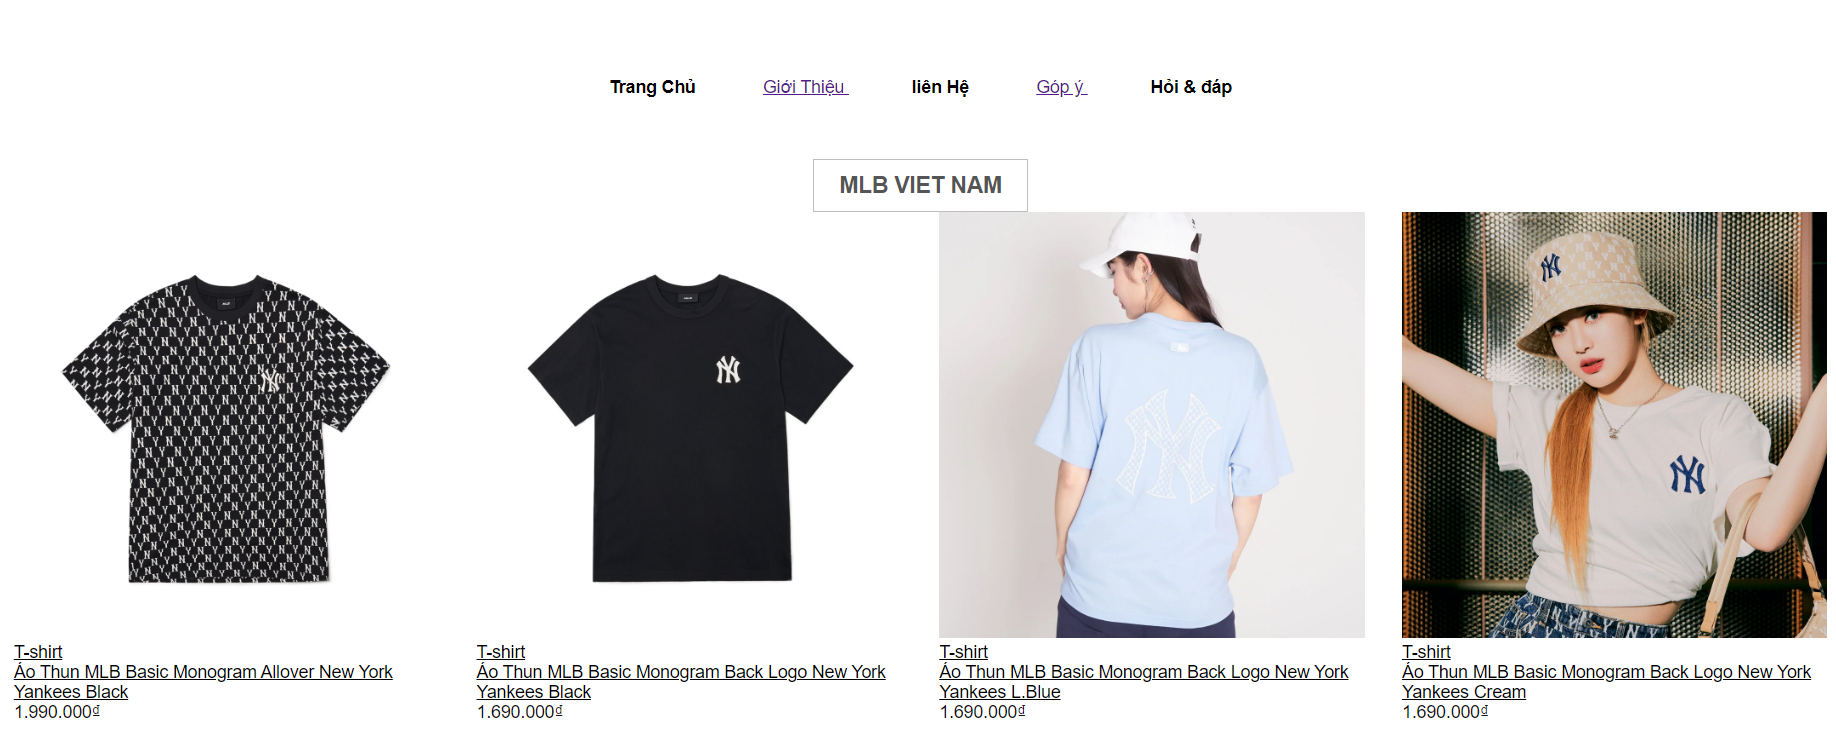 Trang Chủ Giới Thiệu liên Hệ Góp ý Hỏi & đáp
MLB VIET NAM
T-shirt
Áo Thun MLB Basic Monogram Allover New York
Yankees Black
1.990.000₫
T-shirt
Áo Thun MLB Basic Monogram Back Logo New York
Yankees Black
1.690.000₫
T-shirt
Áo Thun MLB Basic Monogram Back Logo New York
Yankees L.Blue
1.690.000₫
T-shirt
Áo Thun MLB Basic Monogram Back Logo New York
Yankees Cream
1.690.000₫